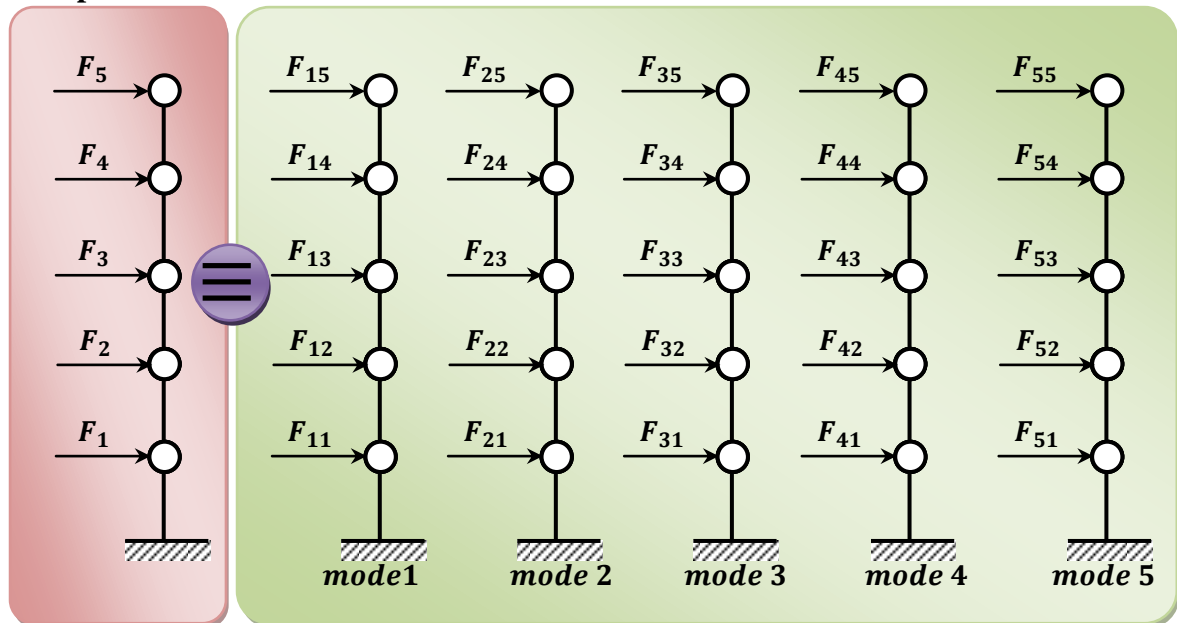 F₅ F₁₅ F₂₅ F₃₅ F₄₅ F₅₅
F₄ F₁₄ F₂₄ F₃₄ F₄₄ F₅₄
F₃ F₁₃ F₂₃ F₃₃ F₄₃ F₅₃
≡
F₂ F₁₂ F₂₂ F₃₂ F₄₂ F₅₂
F₁ F₁₁ F₂₁ F₃₁ F₄₁ F₅₁
mode1 mode 2 mode 3 mode 4 mode 5